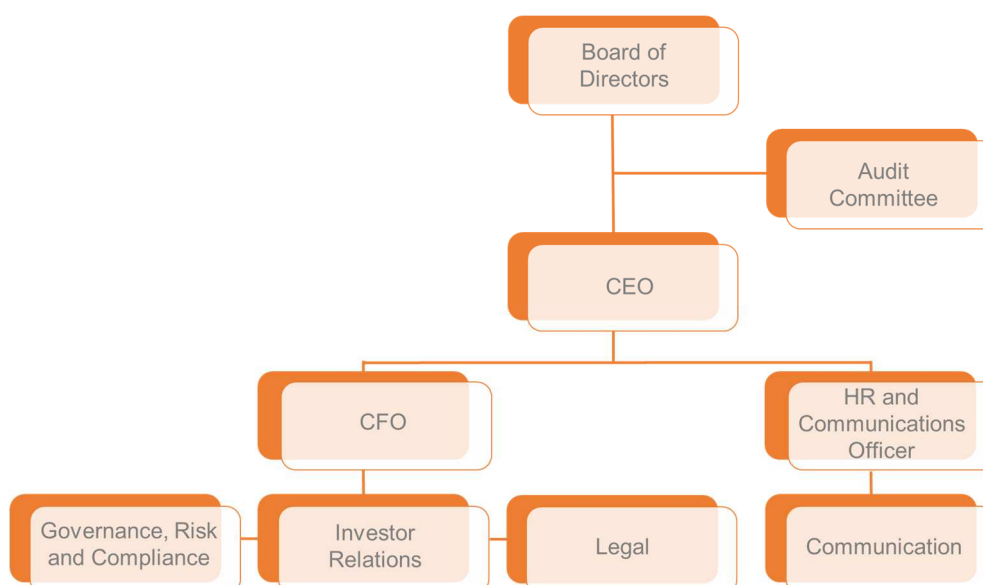 Board of
Directors
Audit
Committee
CEO
CFO
HR and
Communications
Officer
Governance, Risk
and Compliance
Investor
Relations
Legal
Communication